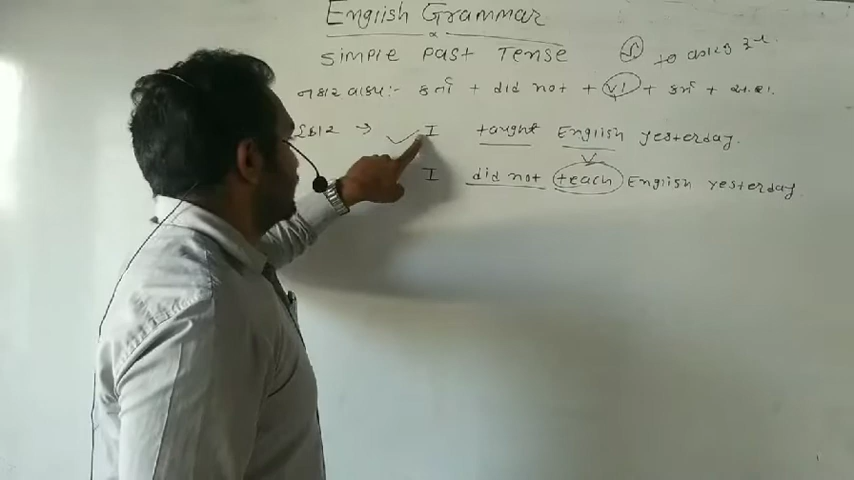 English Grammar
Simple Past Tense
નકાર વાક્ય:- કર્તા + did not + V1 + કર્મ + અ.શ.
હકાર → ✓ I taught English yesterday.
I did not teach English yesterday.